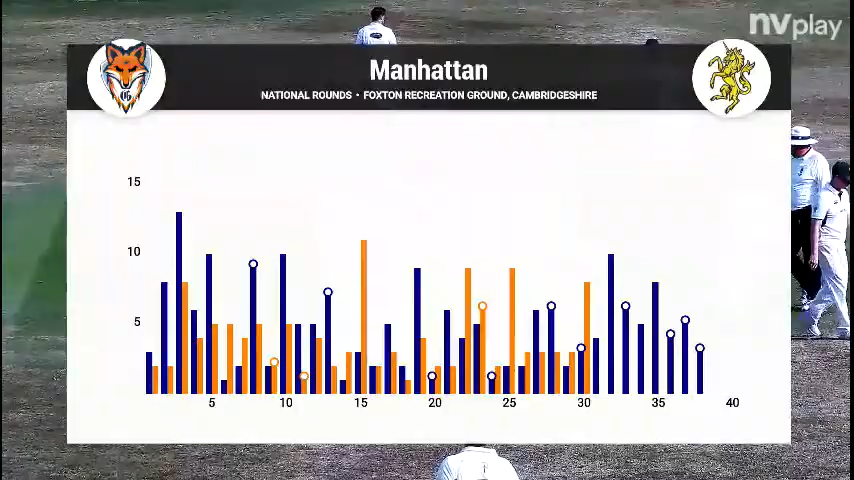 nvplay
Manhattan
NATIONAL ROUNDS • FOXTON RECREATION GROUND, CAMBRIDGESHIRE
15
10
5
5 10 15 20 25 30 35 40